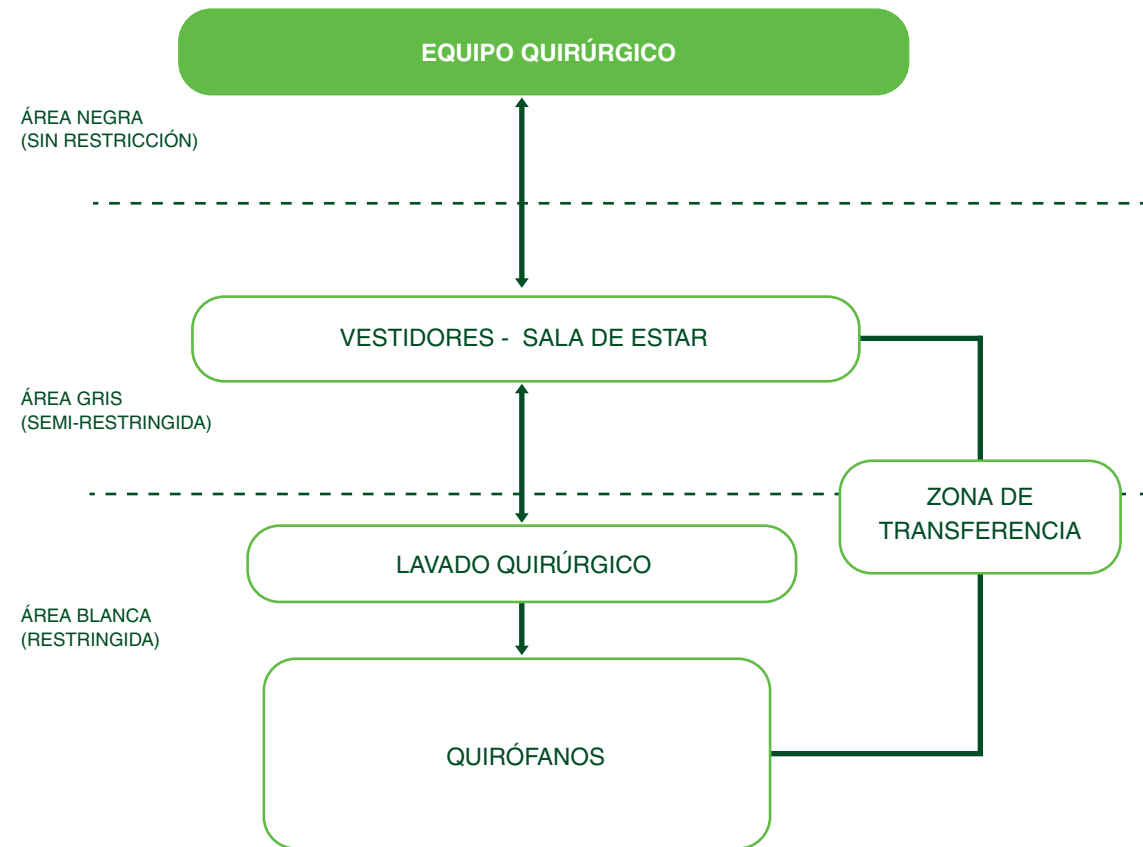 EQUIPO QUIRÚRGICO
ÁREA NEGRA
(SIN RESTRICCIÓN)
VESTIDORES - SALA DE ESTAR
ÁREA GRIS
(SEMI-RESTRINGIDA)
ZONA DE
TRANSFERENCIA
LAVADO QUIRÚRGICO
ÁREA BLANCA
(RESTRINGIDA)
QUIRÓFANOS